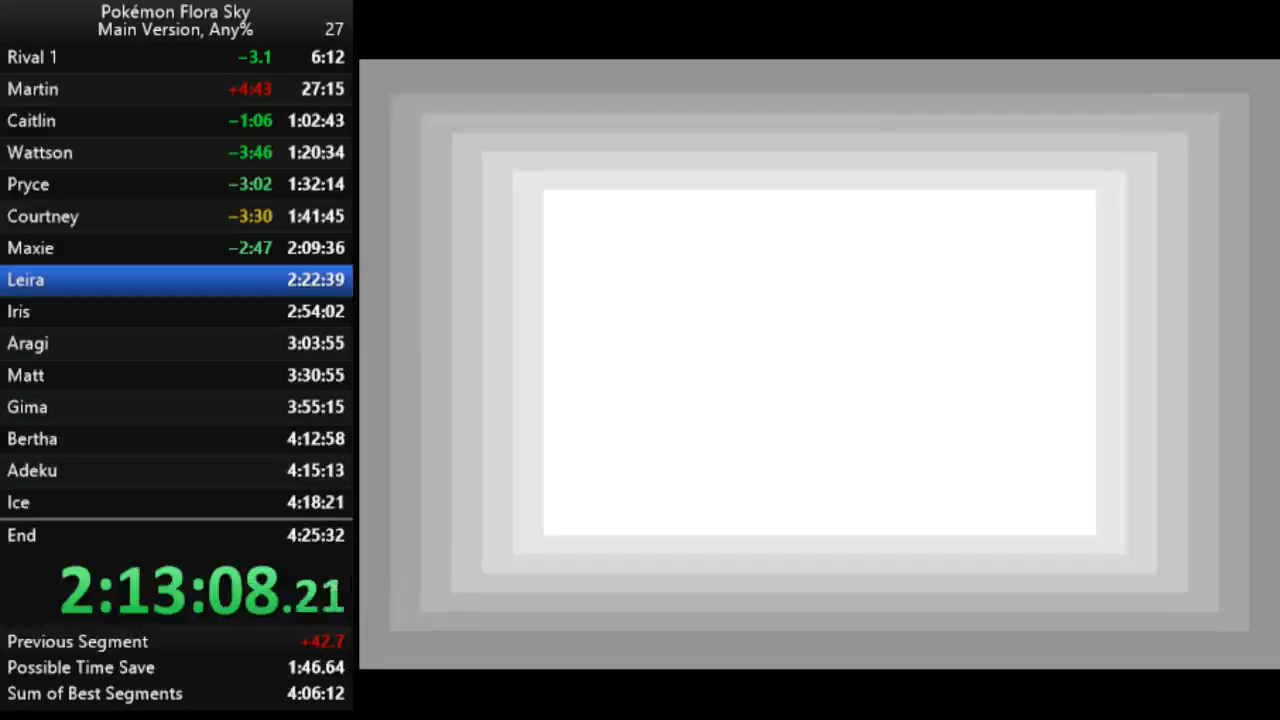 Pokémon Flora Sky
Main Version, Any% 27
Rival 1 −3.1 6:12
Martin +4:43 27:15
Caitlin −1:06 1:02:43
Wattson −3:46 1:20:34
Pryce −3:02 1:32:14
Courtney −3:30 1:41:45
Maxie −2:47 2:09:36
Leira 2:22:39
Iris 2:54:02
Aragi 3:03:55
Matt 3:30:55
Gima 3:55:15
Bertha 4:12:58
Adeku 4:15:13
Ice 4:18:21
End 4:25:32
2:13:08.21
Previous Segment +42.7
Possible Time Save 1:46.64
Sum of Best Segments 4:06:12